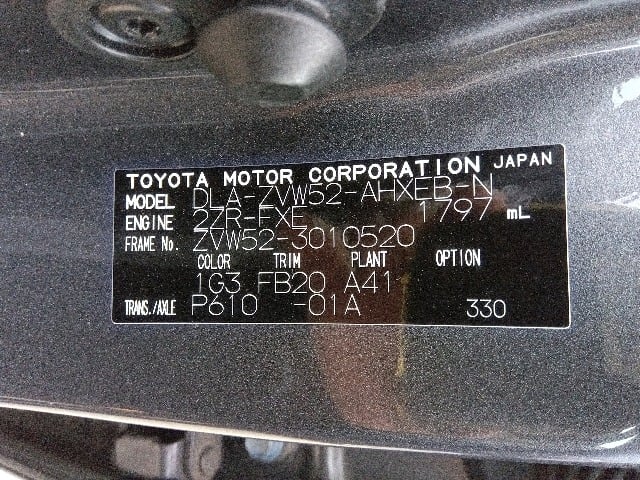 TOYOTA MOTOR CORPORATION JAPAN
MODEL DLA-ZVW52-AHXEB-N
ENGINE 2ZR-FXE 1797 mL
FRAME No. ZVW52-3010520
COLOR TRIM PLANT OPTION
1G3 FB20 A41
TRANS./AXLE P610 -01A 330